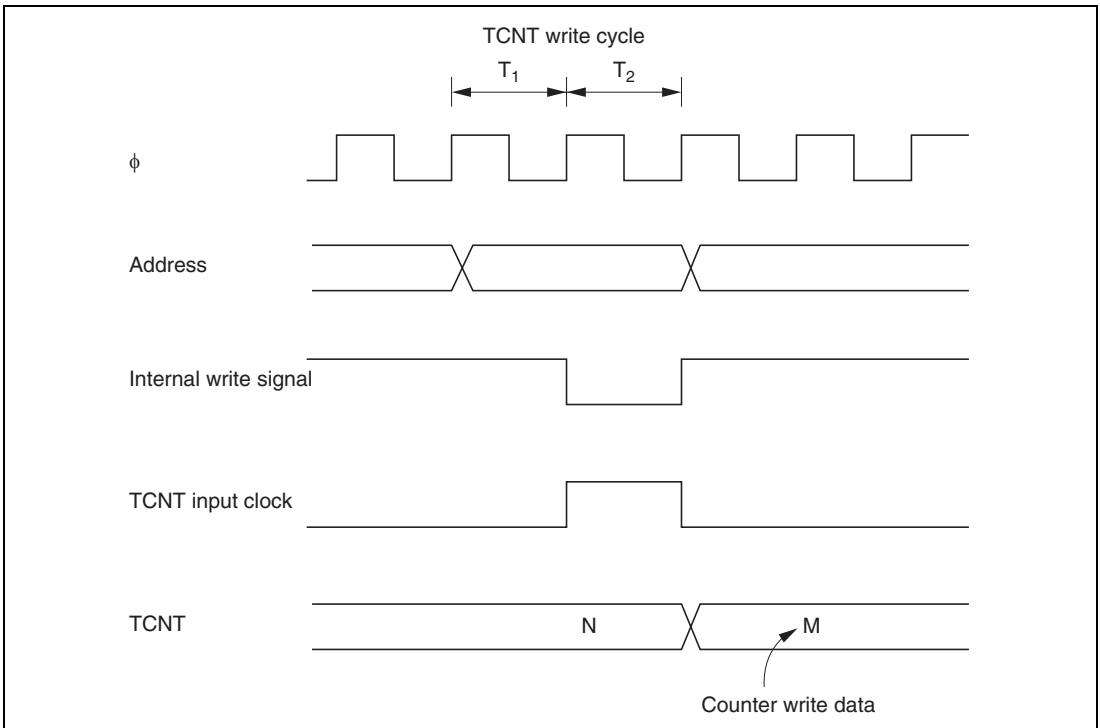 TCNT write cycle
T1 T2
ϕ
Address
Internal write signal
TCNT input clock
TCNT N M
Counter write data